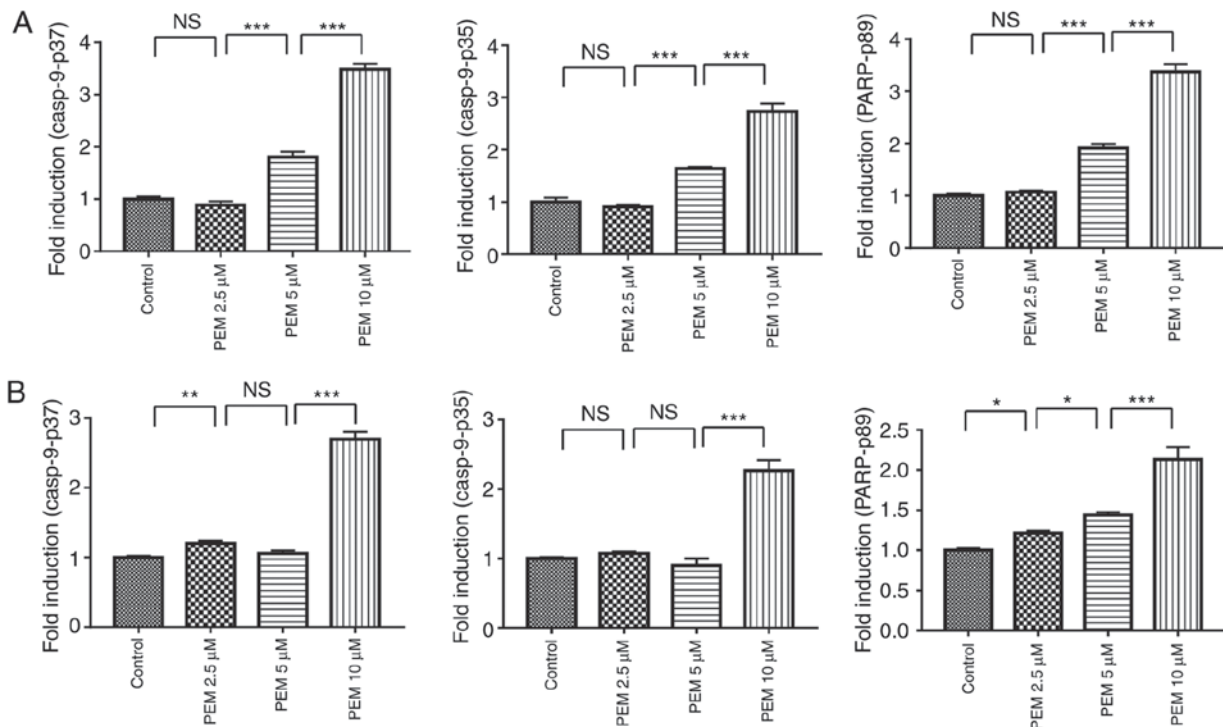 A
Fold induction (casp-9-p37)
4
3
2
1
0
NS
***
***
Control
PEM 2.5 µM
PEM 5 µM
PEM 10 µM
Fold induction (casp-9-p35)
4
3
2
1
0
NS
***
***
Control
PEM 2.5 µM
PEM 5 µM
PEM 10 µM
Fold induction (PARP-p89)
4
3
2
1
0
NS
***
***
Control
PEM 2.5 µM
PEM 5 µM
PEM 10 µM
B
Fold induction (casp-9-p37)
3
2
1
0
**
NS
***
Control
PEM 2.5 µM
PEM 5 µM
PEM 10 µM
Fold induction (casp-9-p35)
3
2
1
0
NS
NS
***
Control
PEM 2.5 µM
PEM 5 µM
PEM 10 µM
Fold induction (PARP-p89)
2.5
2.0
1.5
1.0
0.5
0.0
*
*
***
Control
PEM 2.5 µM
PEM 5 µM
PEM 10 µM